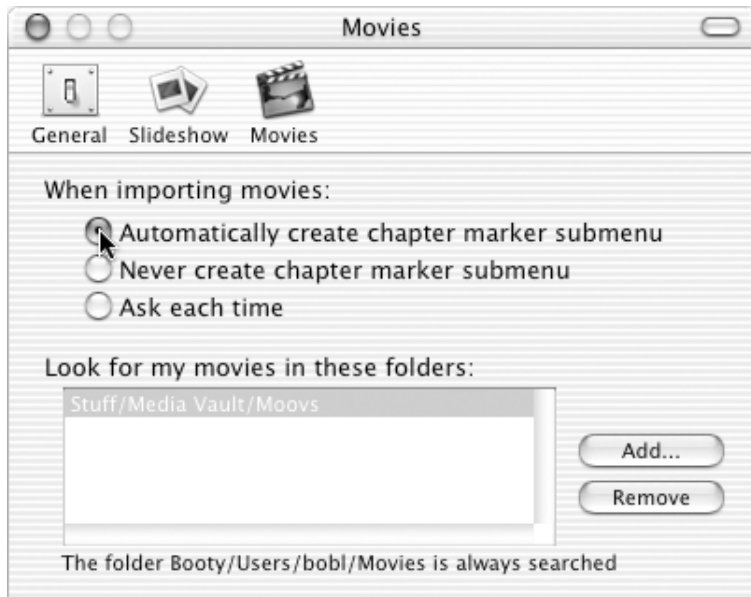 Movies
General Slideshow Movies
When importing movies:
Automatically create chapter marker submenu
Never create chapter marker submenu
Ask each time
Look for my movies in these folders:
Stuff/Media Vault/Moovs
Add...
Remove
The folder Booty/Users/bobl/Movies is always searched